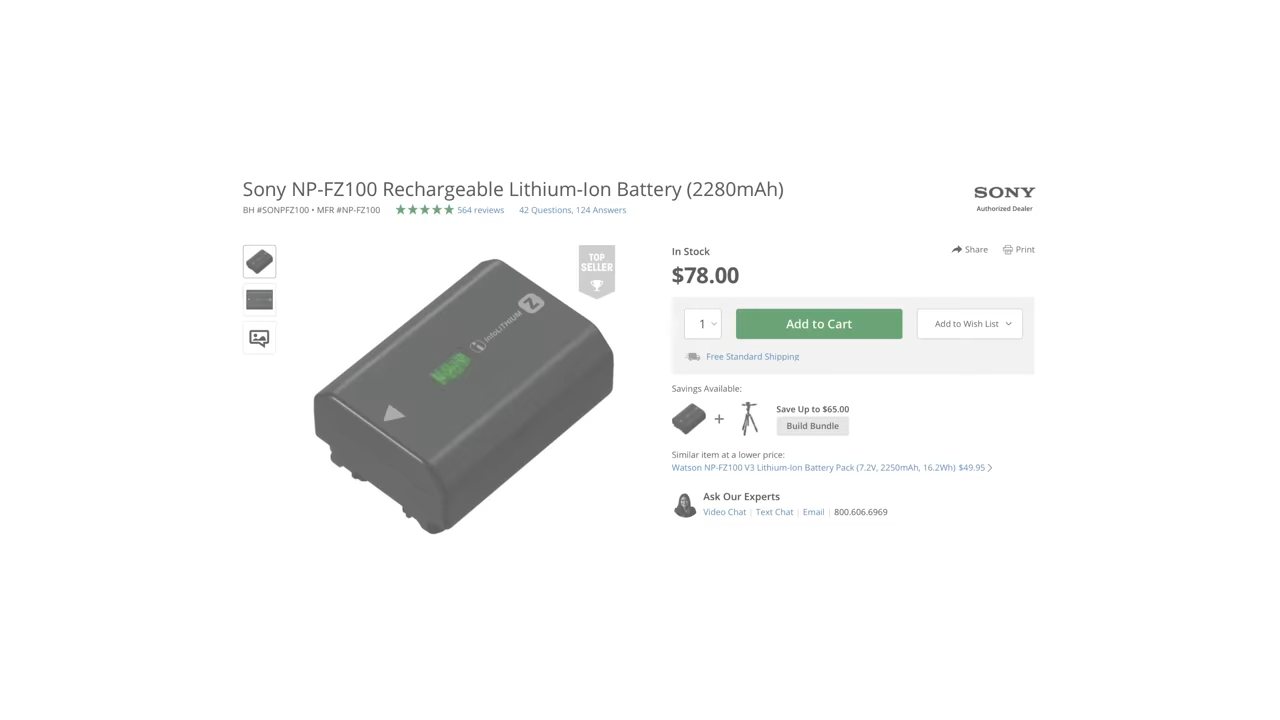 Sony NP-FZ100 Rechargeable Lithium-Ion Battery (2280mAh)
SONY
Authorized Dealer
BH #SONPFZ100 • MFR #NP-FZ100 564 reviews 42 Questions, 124 Answers
TOP
SELLER
InfoLITHIUM
Z
In Stock
Share Print
$78.00
1 Add to Cart Add to Wish List
Free Standard Shipping
Savings Available:
+
Save Up to $65.00
Build Bundle
Similar item at a lower price:
Watson NP-FZ100 V3 Lithium-Ion Battery Pack (7.2V, 2250mAh, 16.2Wh) $49.95
Ask Our Experts
Video Chat | Text Chat | Email | 800.606.6969